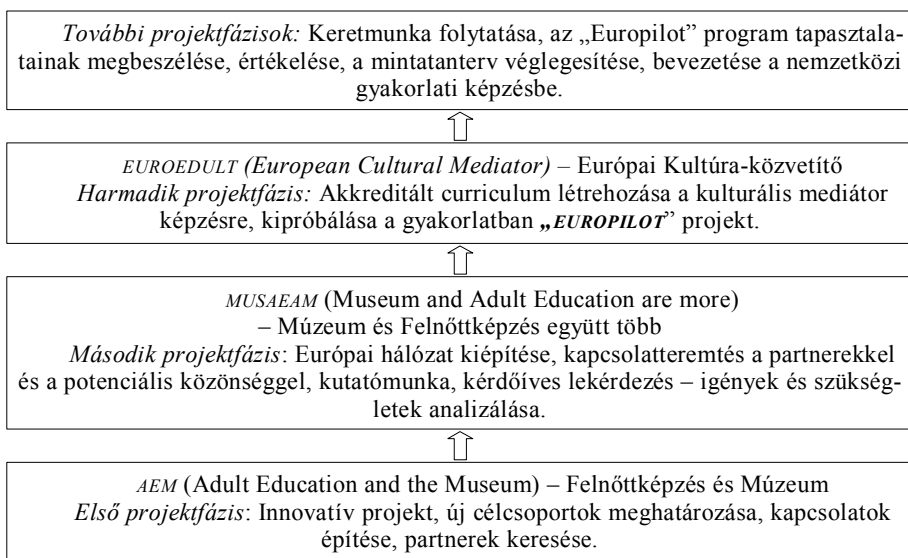 További projektfázisok: Keretmunka folytatása, az „Europilot” program tapasztala-
tainak megbeszélése, értékelése, a mintatanterv véglegesítése, bevezetése a nemzetközi
gyakorlati képzésbe.
EUROEDULT (European Cultural Mediator) – Európai Kultúra-közvetítő
Harmadik projektfázis: Akkreditált curriculum létrehozása a kulturális mediátor
képzésre, kipróbálása a gyakorlatban „EUROPILOT” projekt.
MUSAEAM (Museum and Adult Education are more)
– Múzeum és Felnőttképzés együtt több
Második projektfázis: Európai hálózat kiépítése, kapcsolatteremtés a partnerekkel
és a potenciális közönséggel, kutatómunka, kérdőíves lekérdezés – igények és szükség-
letek analizálása.
AEM (Adult Education and the Museum) – Felnőttképzés és Múzeum
Első projektfázis: Innovatív projekt, új célcsoportok meghatározása, kapcsolatok
építése, partnerek keresése.